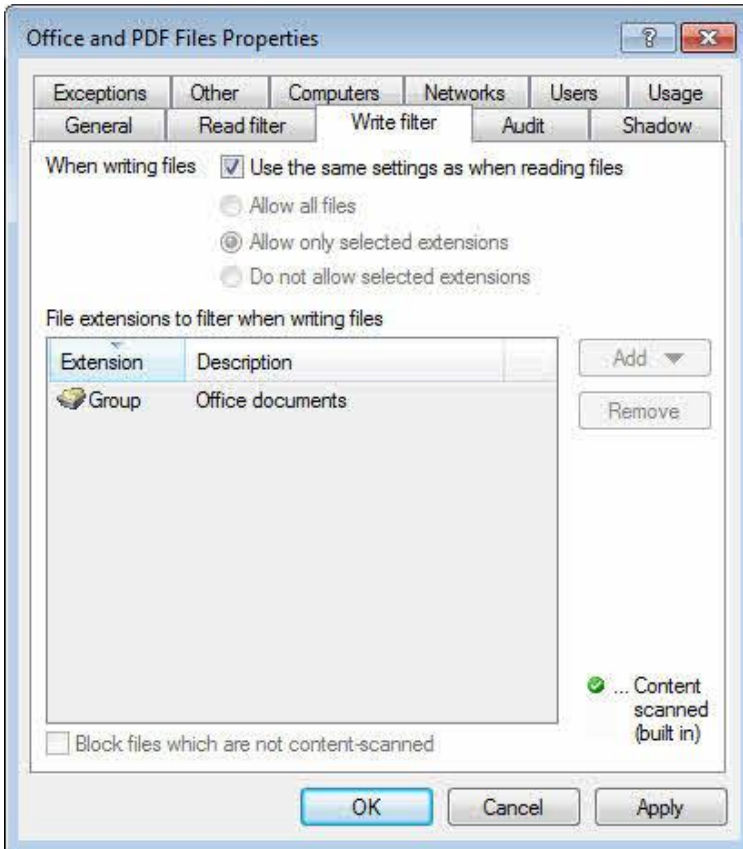 Office and PDF Files Properties
Exceptions Other Computers Networks Users Usage
General Read filter Write filter Audit Shadow
When writing files Use the same settings as when reading files
Allow all files
Allow only selected extensions
Do not allow selected extensions
File extensions to filter when writing files
Extension Description
Add
Group Office documents
Remove
... Content
scanned
(built in)
Block files which are not content-scanned
OK Cancel Apply